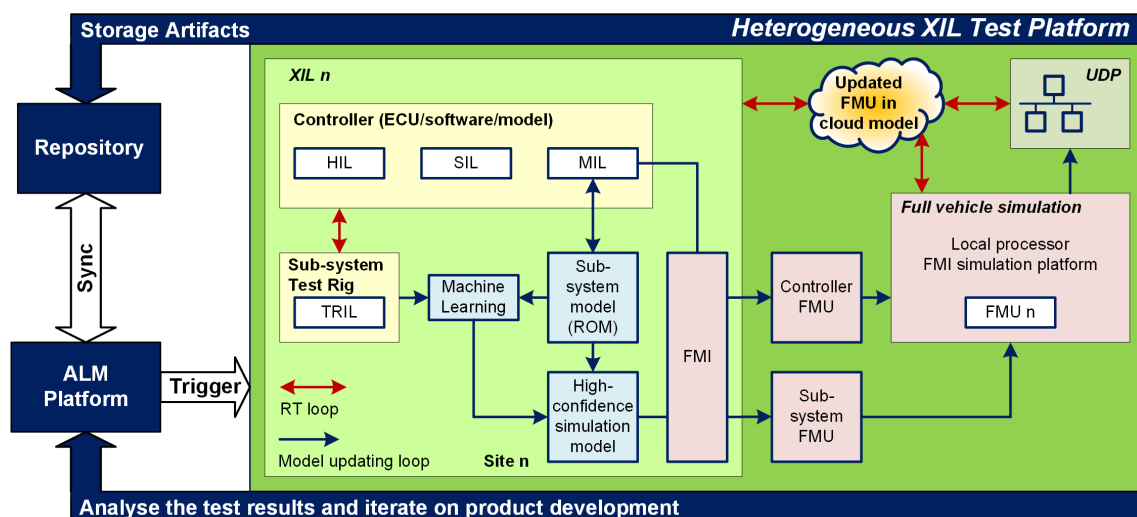 Storage Artifacts
Heterogeneous XIL Test Platform
Repository
Sync
ALM
Platform
Trigger
XIL n
Controller (ECU/software/model)
HIL
SIL
MIL
Sub-system
Test Rig
TRIL
Machine
Learning
Sub-
system
model
(ROM)
High-
confidence
simulation
model
FMI
RT loop
Model updating loop
Site n
Updated
FMU in
cloud model
UDP
Controller
FMU
Sub-
system
FMU
Full vehicle simulation
Local processor
FMI simulation platform
FMU n
Analyse the test results and iterate on product development